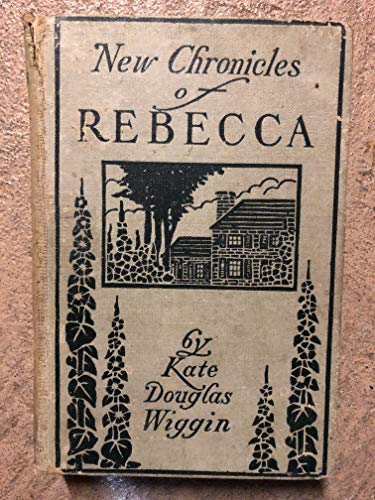 New Chronicles
of
REBECCA
by
Kate
Douglas
Wiggin